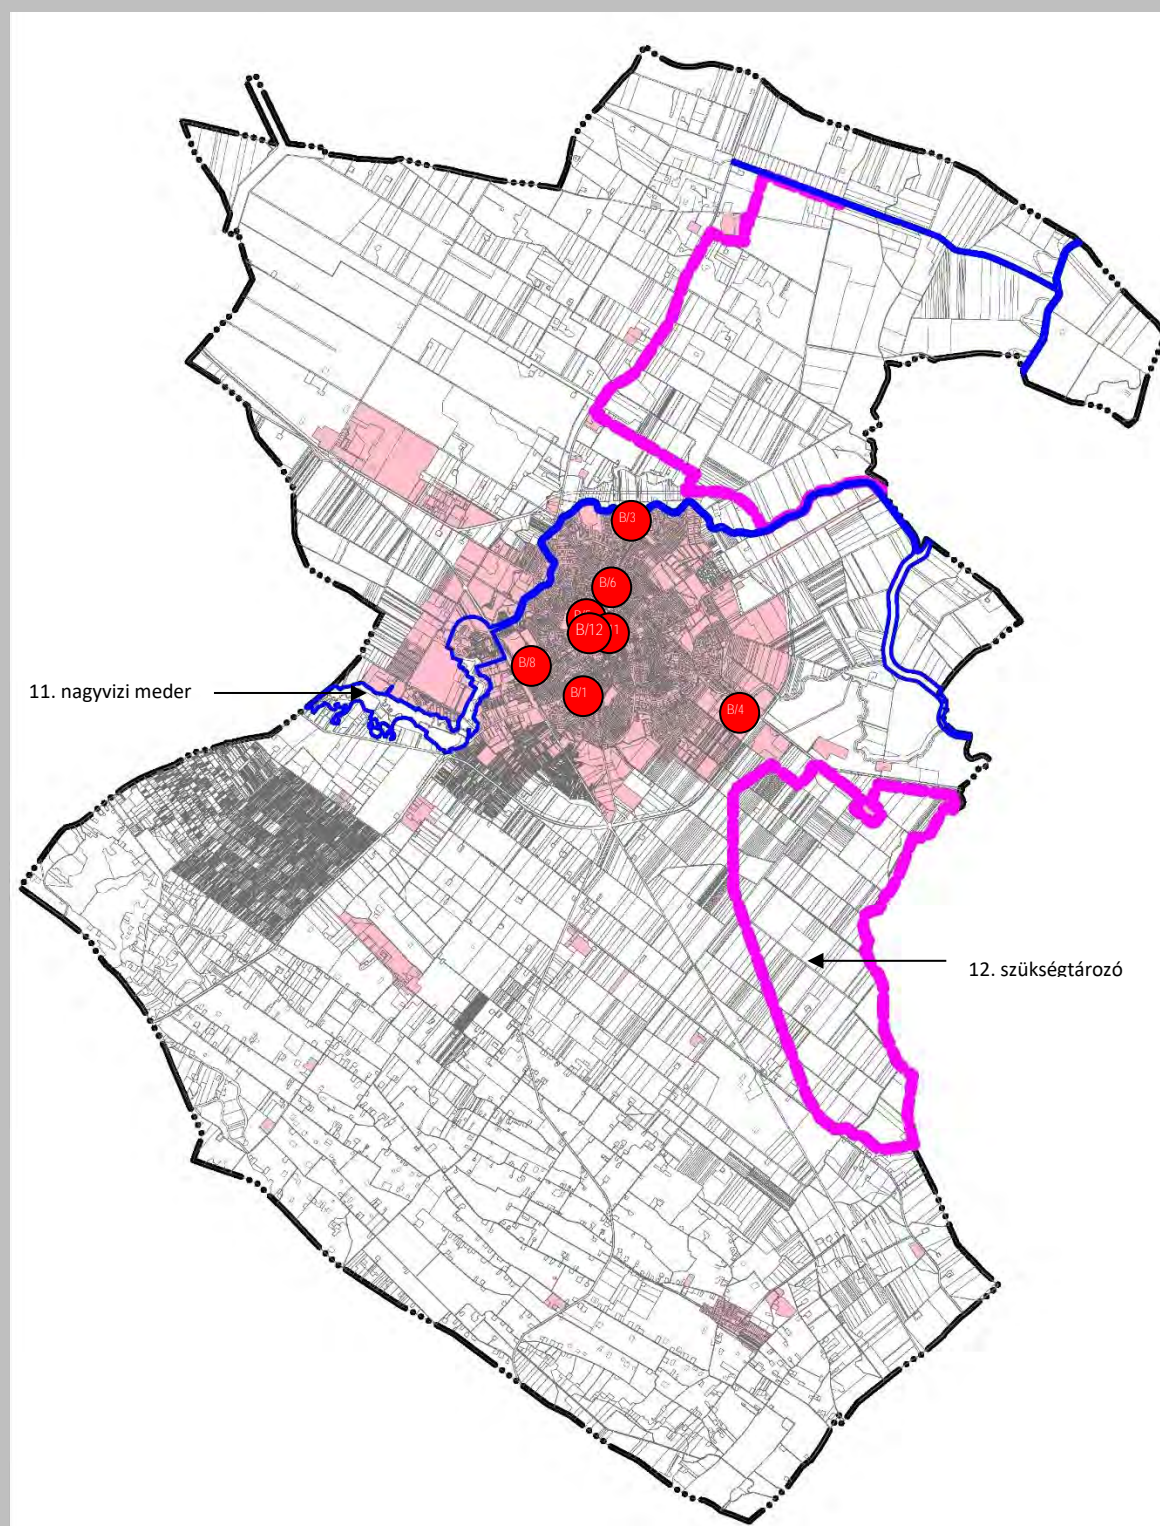 B/3
B/6
B/12
B/8
B/1
B/4
11. nagyvizi meder
12. szükségtározó